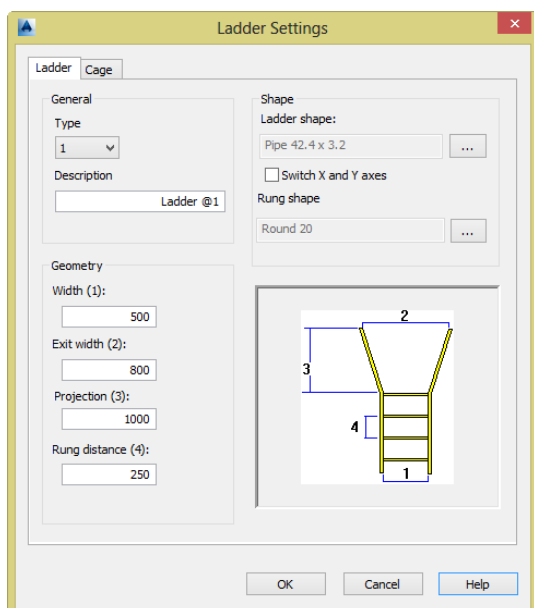 Ladder Settings
Ladder
Cage
General
Type
1
Description
Ladder @1
Shape
Ladder shape:
Pipe 42.4 x 3.2
...
Switch X and Y axes
Rung shape
Round 20
...
Geometry
Width (1):
500
Exit width (2):
800
Projection (3):
1000
Rung distance (4):
250
2
3
4
1
OK
Cancel
Help